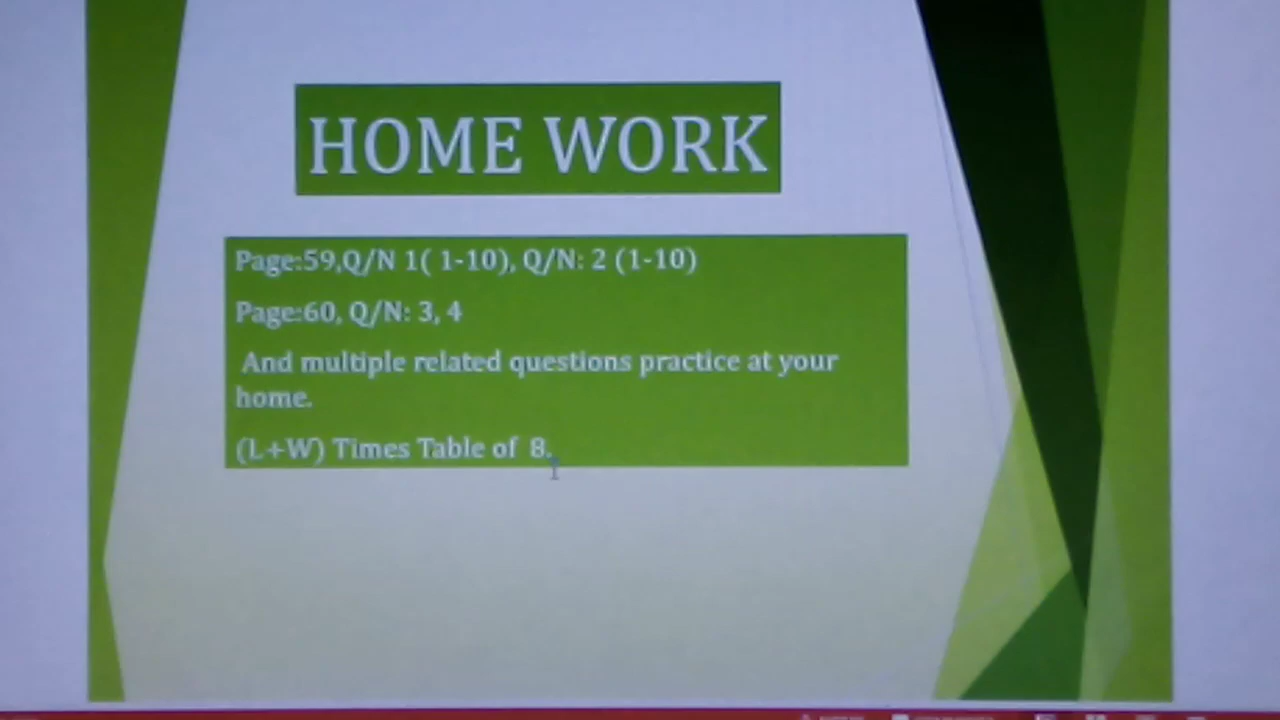 HOME WORK
Page:59,Q/N 1( 1-10), Q/N: 2 (1-10)
Page:60, Q/N: 3, 4
And multiple related questions practice at your
home.
(L+W) Times Table of 8.